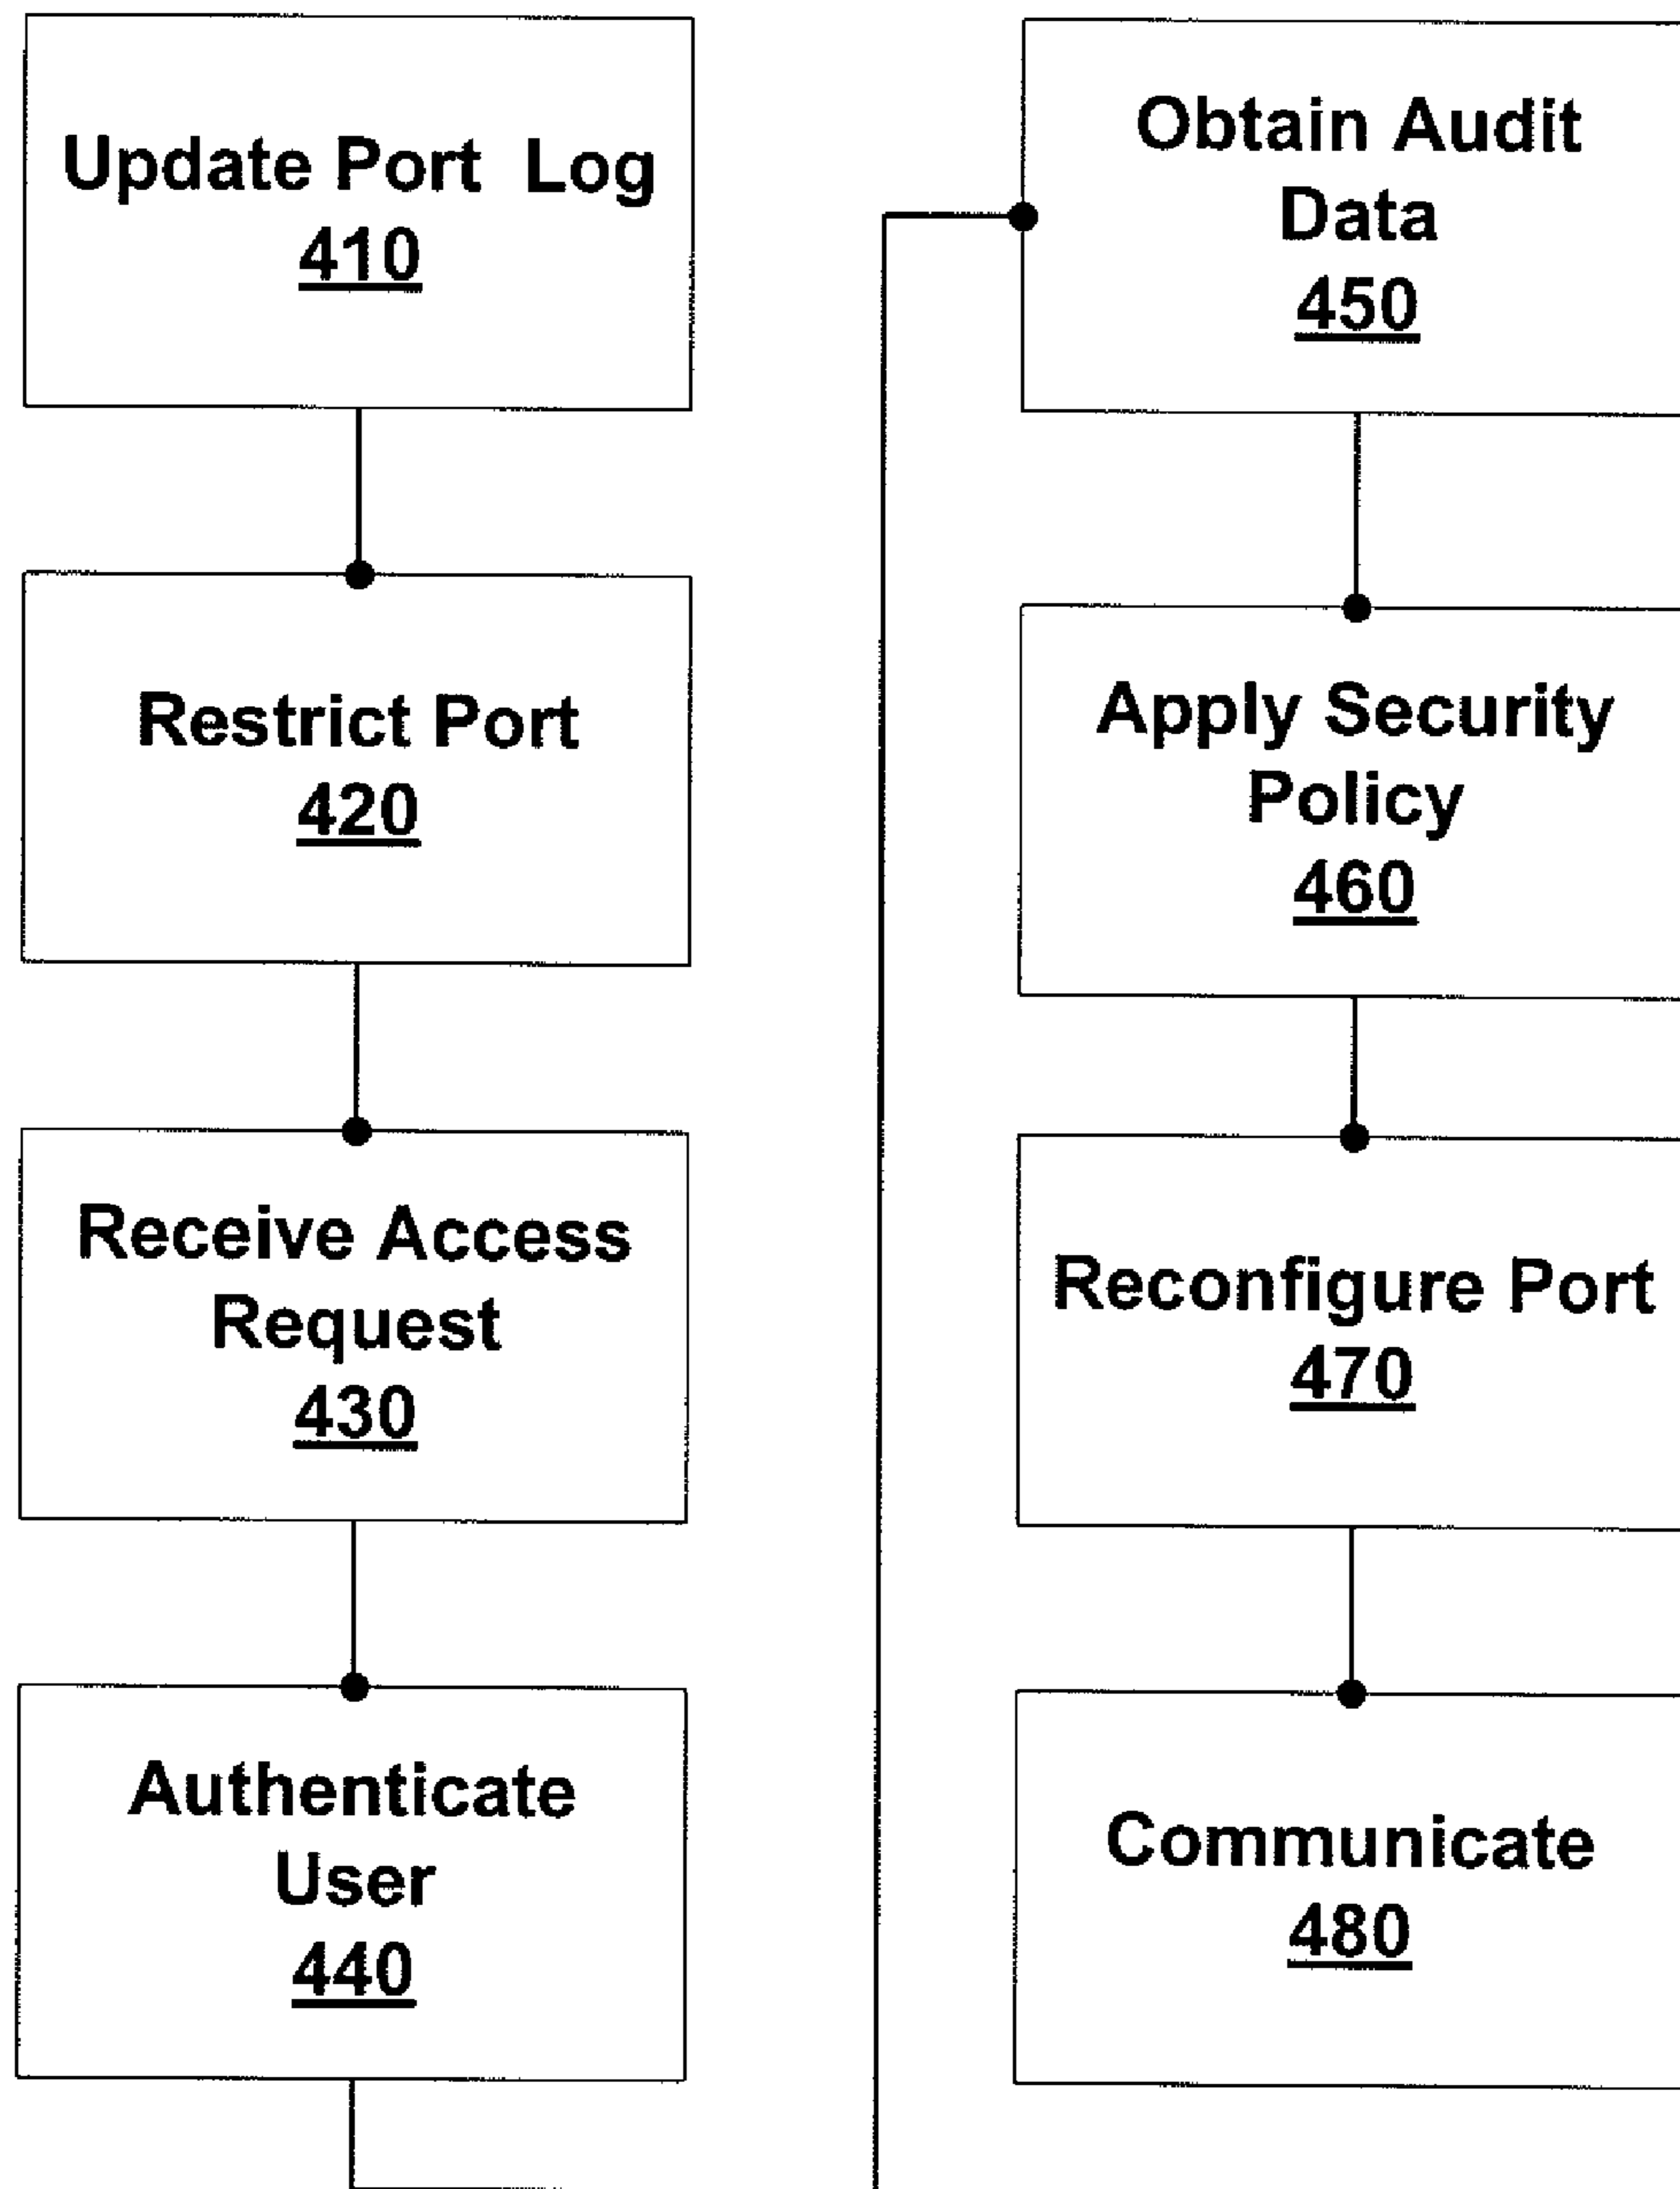 Update Port Log
410
Restrict Port
420
Receive Access
Request
430
Authenticate
User
440
Obtain Audit
Data
450
Apply Security
Policy
460
Reconfigure Port
470
Communicate
480